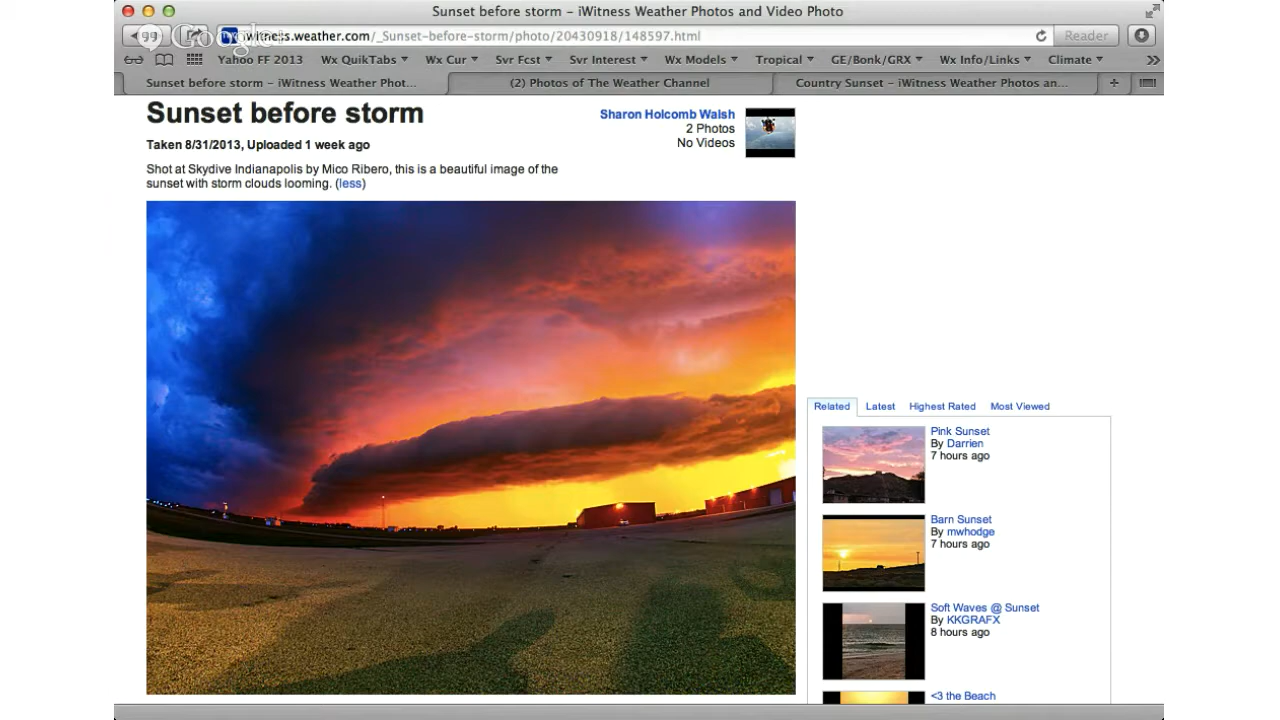 Sunset before storm – iWitness Weather Photos and Video Photo
Google+
witness.weather.com/_Sunset-before-storm/photo/20430918/148597.html
Reader
Yahoo FF 2013 Wx QuikTabs Wx Cur Svr Fcst Svr Interest Wx Models Tropical GE/Bonk/GRX Wx Info/Links Climate
Sunset before storm – iWitness Weather Phot... (2) Photos of The Weather Channel Country Sunset – iWitness Weather Photos an...
Sunset before storm
Sharon Holcomb Walsh
2 Photos
No Videos
Taken 8/31/2013, Uploaded 1 week ago
Shot at Skydive Indianapolis by Mico Ribero, this is a beautiful image of the
sunset with storm clouds looming. (less)
Related Latest Highest Rated Most Viewed
Pink Sunset
By Darrien
7 hours ago
Barn Sunset
By mwhodge
7 hours ago
Soft Waves @ Sunset
By KKGRAFX
8 hours ago
<3 the Beach